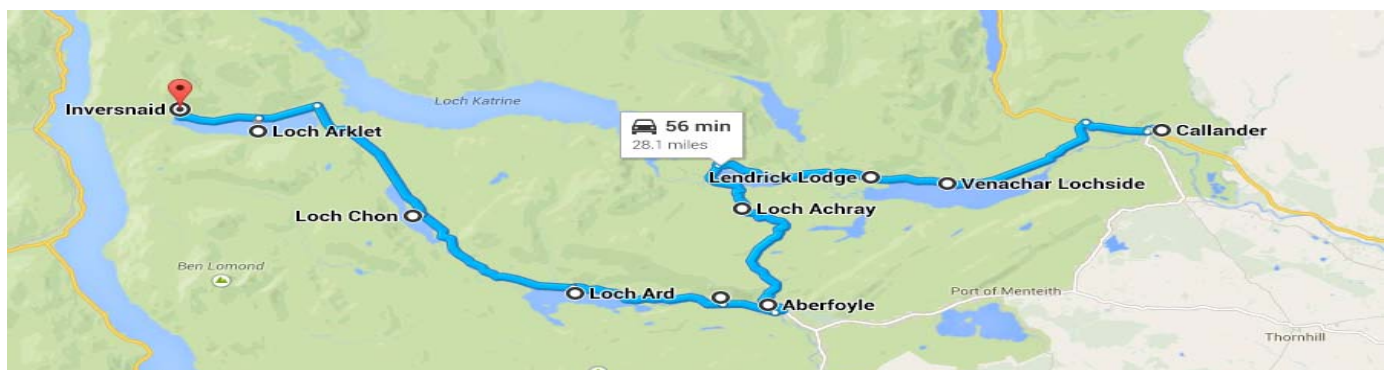 Inversnaid
Loch Katrine
Loch Arklet
56 min
28.1 miles
Callander
Lendrick Lodge
Venachar Lochside
Loch Chon
Loch Achray
Ben Lomond
Loch Ard
Aberfoyle
Port of Menteith
Thornhill